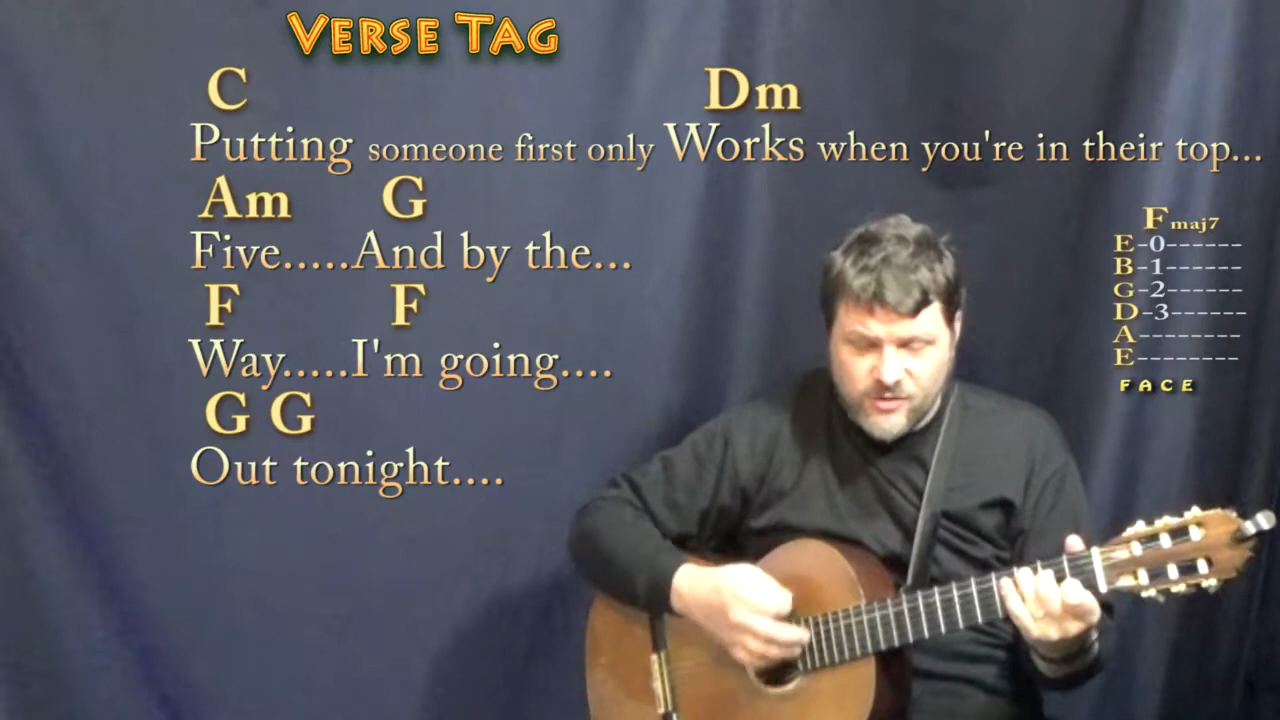 VERSE TAG
C Dm
Putting someone first only Works when you're in their top...
Am G
Five.....And by the...
F F
Way.....I'm going....
G G
Out tonight....
Fmaj7
E-0------
B-1------
G-2------
D-3------
A--------
E--------
FACE